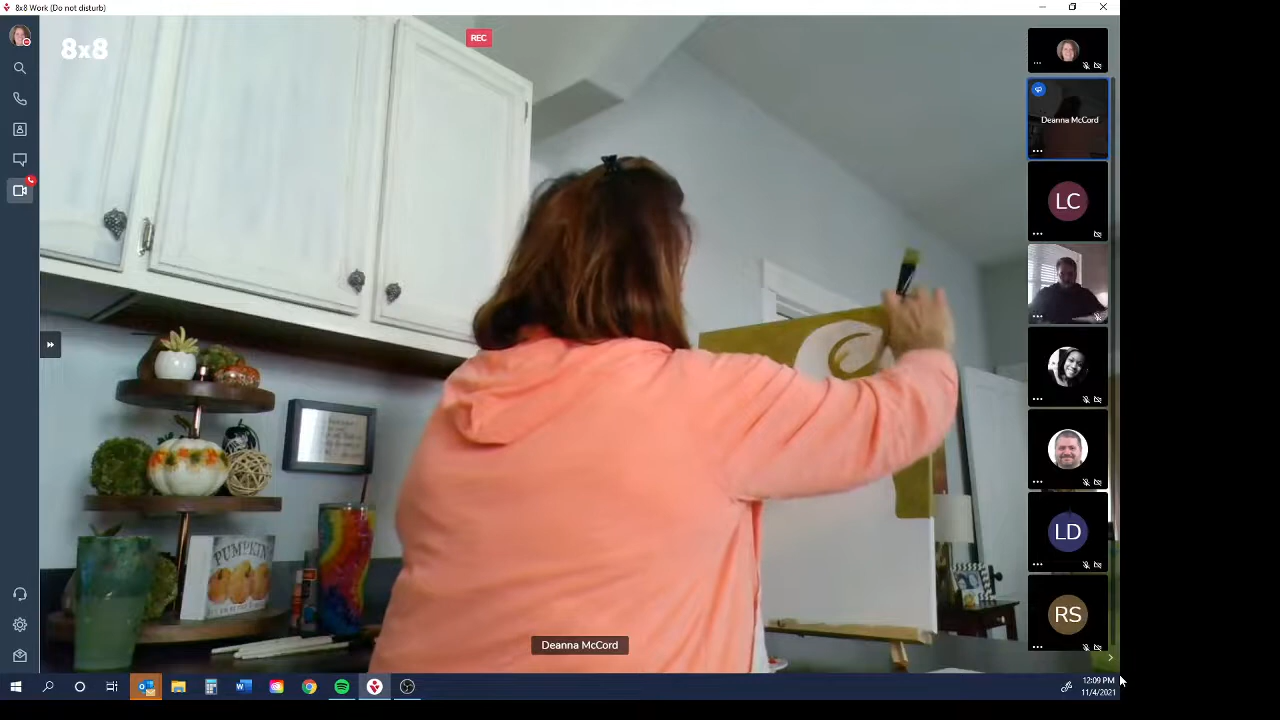 8x8 Work (Do not disturb)
8x8
REC
Deanna McCord
LC
LD
RS
PUMPKIN
Deanna McCord
12:09 PM
11/4/2021